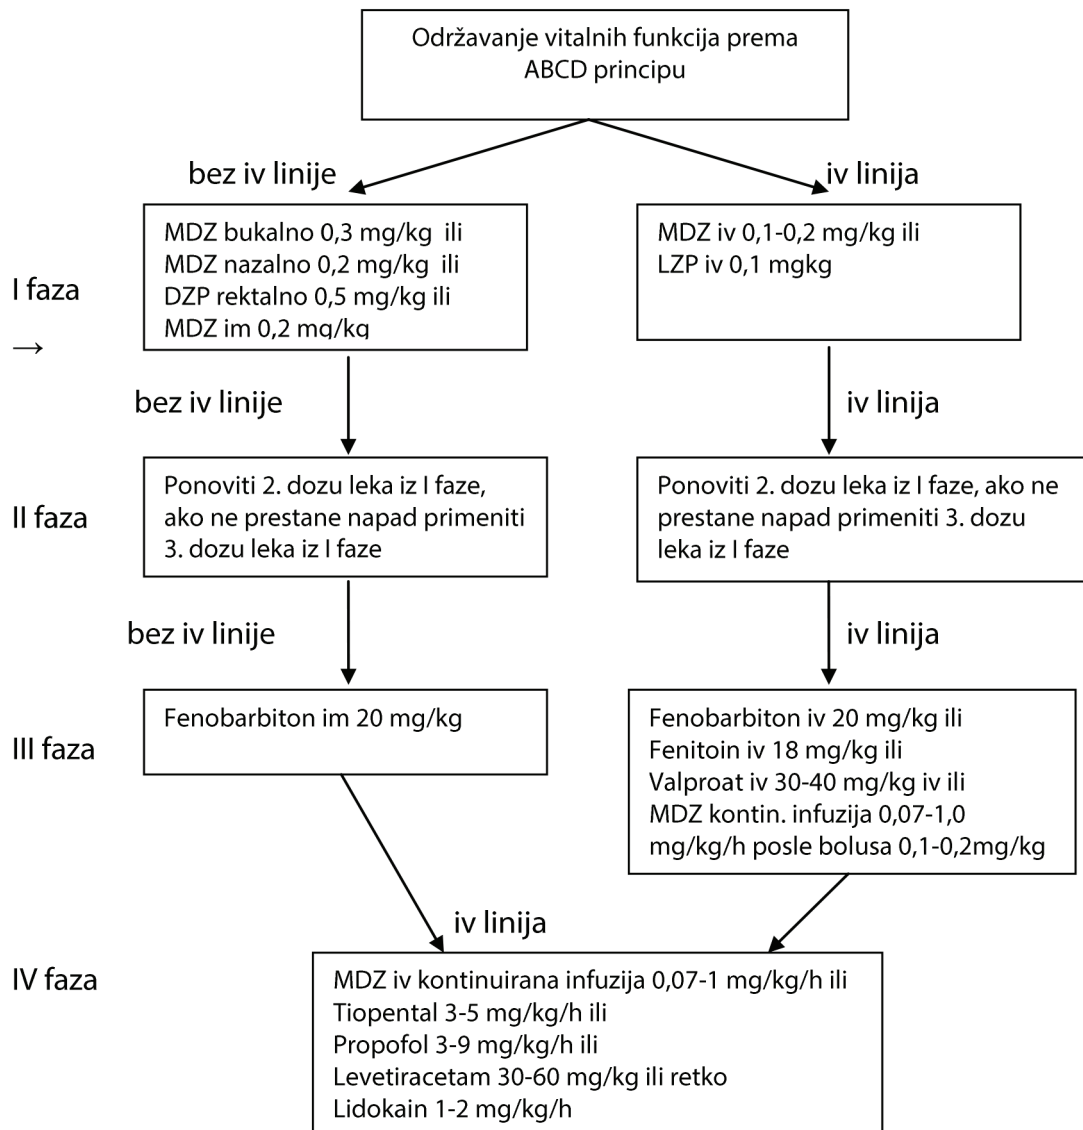 Održavanje vitalnih funkcija prema
ABCD principu
bez iv linije
iv linija
I faza
→
MDZ bukalno 0,3 mg/kg ili
MDZ nazalno 0,2 mg/kg ili
DZP rektalno 0,5 mg/kg ili
MDZ im 0,2 mg/kg
MDZ iv 0,1-0,2 mg/kg ili
LZP iv 0,1 mgkg
bez iv linije
iv linija
II faza
Ponoviti 2. dozu leka iz I faze,
ako ne prestane napad primeniti
3. dozu leka iz I faze
Ponoviti 2. dozu leka iz I faze, ako ne
prestane napad primeniti 3. dozu
leka iz I faze
bez iv linije
iv linija
III faza
Fenobarbiton im 20 mg/kg
Fenobarbiton iv 20 mg/kg ili
Fenitoin iv 18 mg/kg ili
Valproat iv 30-40 mg/kg iv ili
MDZ kontin. infuzija 0,07-1,0
mg/kg/h posle bolusa 0,1-0,2mg/kg
iv linija
IV faza
MDZ iv kontinuirana infuzija 0,07-1 mg/kg/h ili
Tiopental 3-5 mg/kg/h ili
Propofol 3-9 mg/kg/h ili
Levetiracetam 30-60 mg/kg ili retko
Lidokain 1-2 mg/kg/h